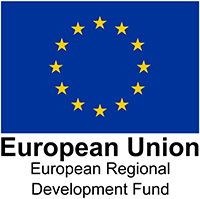 European Union
European Regional
Development Fund